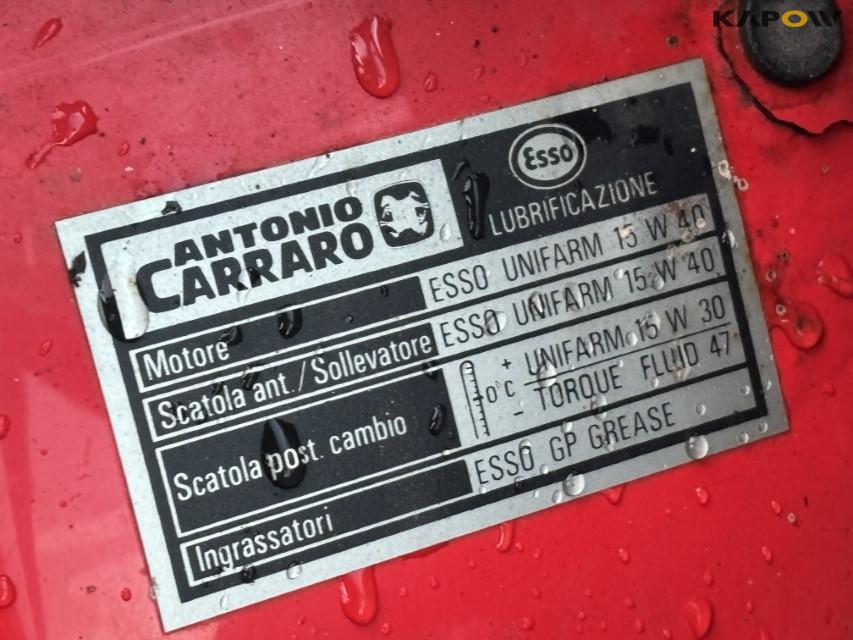 KAPOW
Esso
LUBRIFICAZIONE
ANTONIO
CARRARO
Motore ESSO UNIFARM 15 W 40
Scatola ant./Sollevatore ESSO UNIFARM 15 W 40
Scatola post. cambio 0°C + UNIFARM 15 W 30
− TORQUE FLUID 47
Ingrassatori ESSO GP GREASE